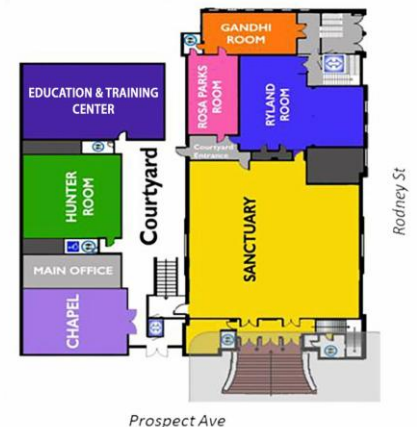 GANDHI
ROOM
ROSA PARKS
ROOM
RYLAND
ROOM
EDUCATION & TRAINING
CENTER
Courtyard
Entrance
Courtyard
HUNTER
ROOM
SANCTUARY
MAIN OFFICE
CHAPEL
Rodney St
Prospect Ave